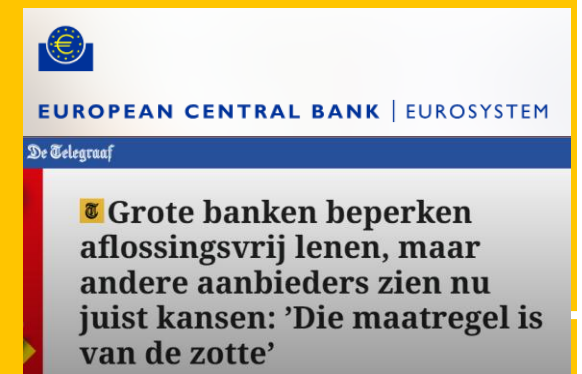 EUROPEAN CENTRAL BANK | EUROSYSTEM
De Telegraaf
Grote banken beperken
aflossingsvrij lenen, maar
andere aanbieders zien nu
juist kansen: ’Die maatregel is
van de zotte’